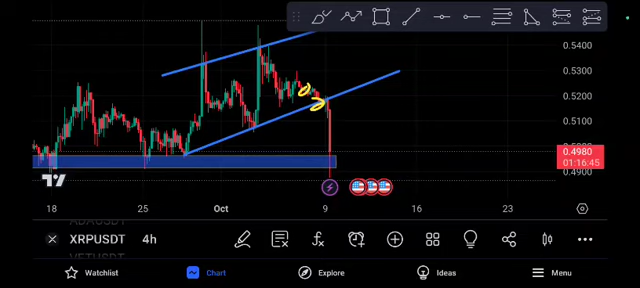 0.5400
0.5300
0.5200
0.5100
0.4980
01:16:45
0.4900
18
25
Oct
9
16
23
XRPUSDT
4h
Watchlist
Chart
Explore
Ideas
Menu